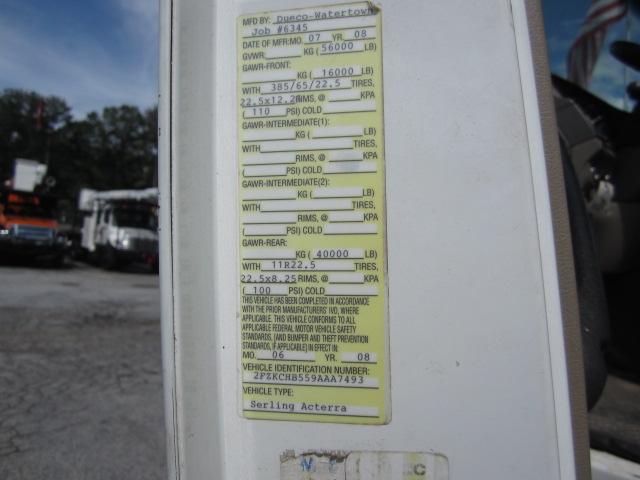 MFD BY: Dueco-Watertown
Job #6345
DATE OF MFR: MO. 07 YR. 08
GVWR: KG ( 56000 LB)
GAWR-FRONT:
KG ( 16000 LB)
WITH 385/65/22.5 TIRES,
22.5x12.2 RIMS, @ KPA
( 110 PSI) COLD
GAWR-INTERMEDIATE(1):
KG ( LB)
WITH TIRES,
RIMS, @ KPA
( PSI) COLD
GAWR-INTERMEDIATE(2):
KG ( LB)
WITH TIRES,
RIMS, @ KPA
( PSI) COLD
GAWR-REAR:
KG ( 40000 LB)
WITH 11R22.5 TIRES,
22.5x8.25 RIMS, @ KPA
( 100 PSI) COLD
THIS VEHICLE HAS BEEN COMPLETED IN ACCORDANCE
WITH THE PRIOR MANUFACTURERS' IVD, WHERE
APPLICABLE. THIS VEHICLE CONFORMS TO ALL
APPLICABLE FEDERAL MOTOR VEHICLE SAFETY
STANDARDS, (AND BUMPER AND THEFT PREVENTION
STANDARDS, IF APPLICABLE) IN EFFECT IN:
MO. 06 YR. 08
VEHICLE IDENTIFICATION NUMBER:
2FZKCHB559AAA7493
VEHICLE TYPE:
Serling Acterra